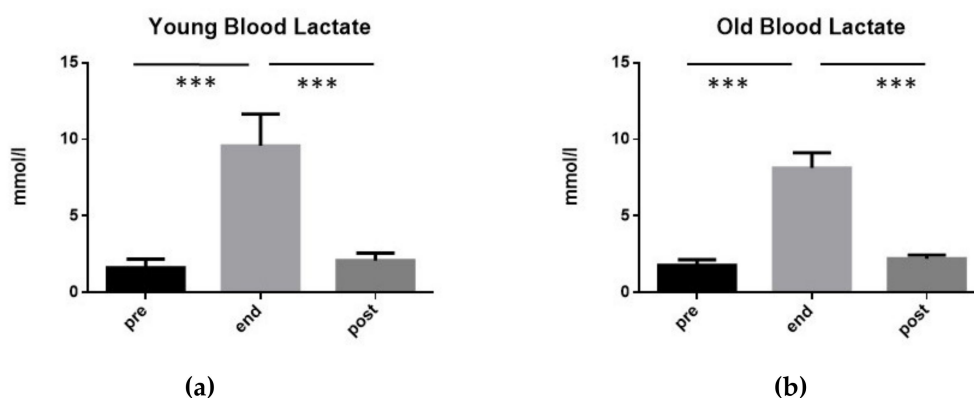 Young Blood Lactate
15
10
5
0
mmol/l
*** ***
pre
end
post
(a)
Old Blood Lactate
15
10
5
0
mmol/l
*** ***
pre
end
post
(b)